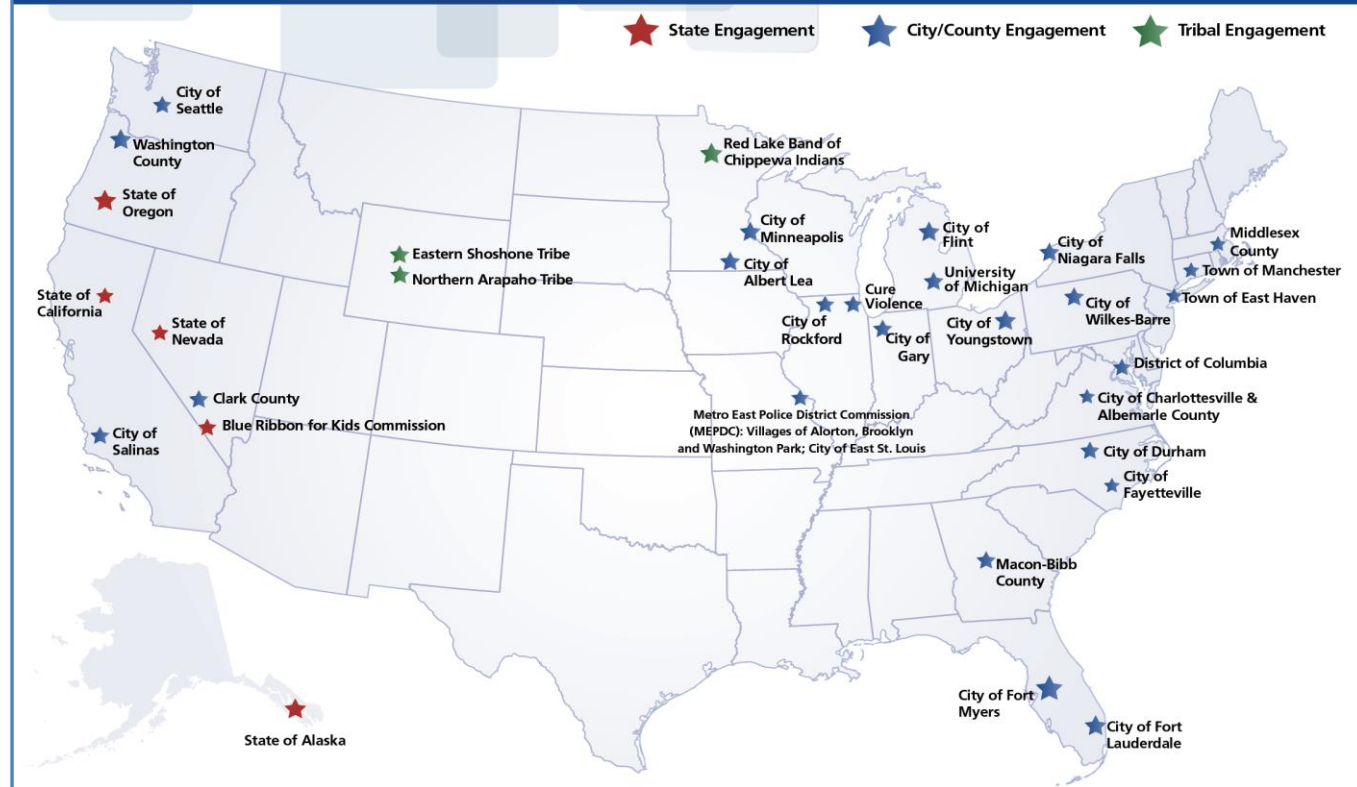 State Engagement
City/County Engagement
Tribal Engagement
City of
Seattle
Washington
County
State of
Oregon
Red Lake Band of
Chippewa Indians
Eastern Shoshone Tribe
Northern Arapaho Tribe
City of
Minneapolis
City of
Albert Lea
City of
Flint
University
of Michigan
Cure
Violence
City of
Rockford
City of
Gary
City of
Youngstown
City of
Niagara Falls
Middlesex
County
Town of Manchester
Town of East Haven
City of
Wilkes-Barre
State of
California
State of
Nevada
Clark County
Blue Ribbon for Kids Commission
City of
Salinas
Metro East Police District Commission
(MEPDC): Villages of Alorton, Brooklyn
and Washington Park; City of East St. Louis
District of Columbia
City of Charlottesville &
Albemarle County
City of Durham
City of
Fayetteville
Macon-Bibb
County
City of Fort
Myers
City of Fort
Lauderdale
State of Alaska